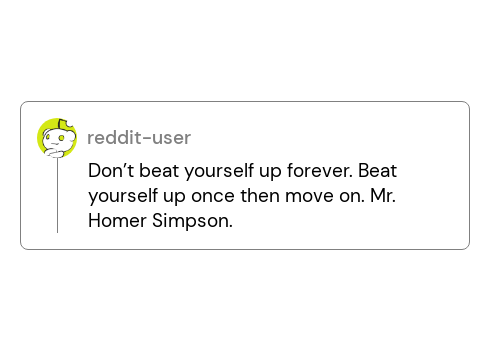 reddit-user
Don’t beat yourself up forever. Beat
yourself up once then move on. Mr.
Homer Simpson.